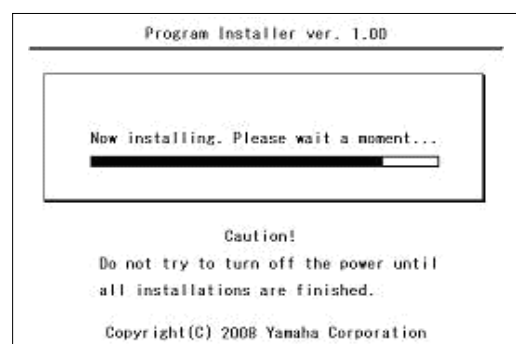 Program Installer ver. 1.00
Now installing. Please wait a moment...
Caution!
Do not try to turn off the power until
all installations are finished.
Copyright(C) 2008 Yamaha Corporation